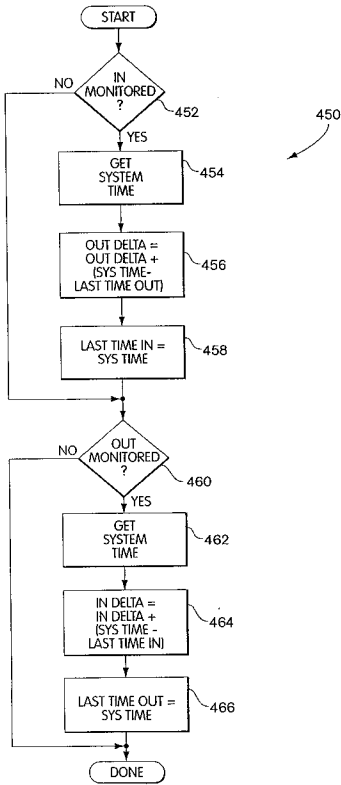 START
IN
MONITORED
?
NO
452
YES
450
GET
SYSTEM
TIME
454
OUT DELTA =
OUT DELTA +
(SYS TIME-
LAST TIME OUT)
456
LAST TIME IN =
SYS TIME
458
OUT
MONITORED
?
NO
460
YES
GET
SYSTEM
TIME
462
IN DELTA =
IN DELTA +
(SYS TIME -
LAST TIME IN)
464
LAST TIME OUT =
SYS TIME
466
DONE